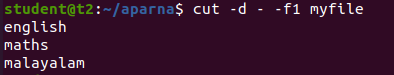 student@t2:~/aparna$ cut -d - -f1 myfile
english
maths
malayalam